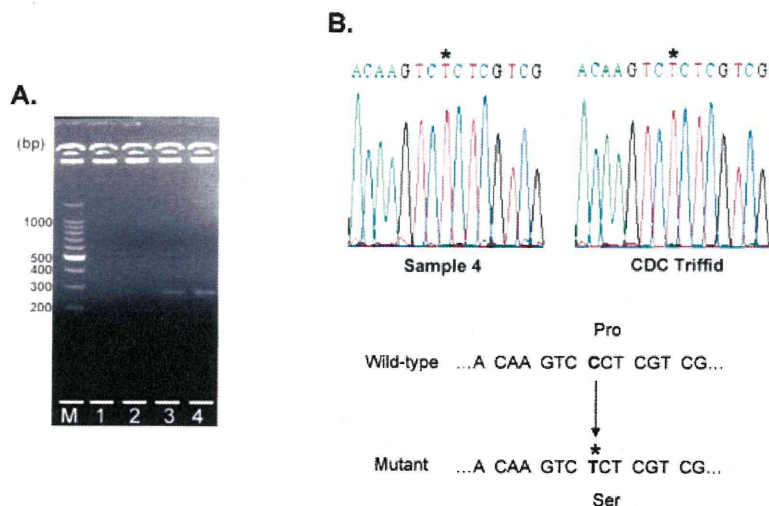 A.
(bp)
1000
500
400
300
200
M 1 2 3 4
B.
*
ACAAGTCTCTCGTCG
Sample 4
*
ACAAGTCTCTCGTCG
CDC Triffid
Pro
Wild-type ...A CAA GTC CCT CGT CG...
*
Mutant ...A CAA GTC TCT CGT CG...
Ser